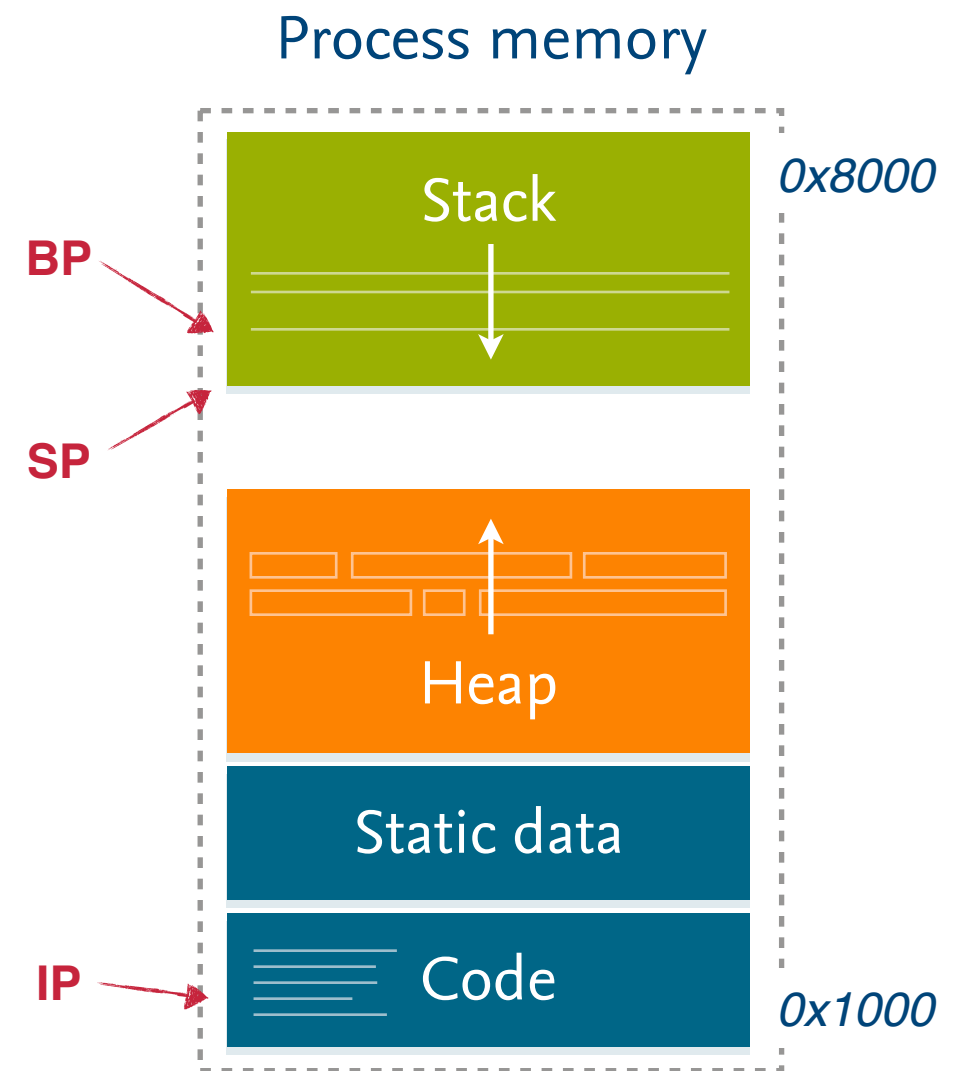 Process memory
Stack
0x8000
BP
SP
Heap
Static data
Code
IP
0x1000